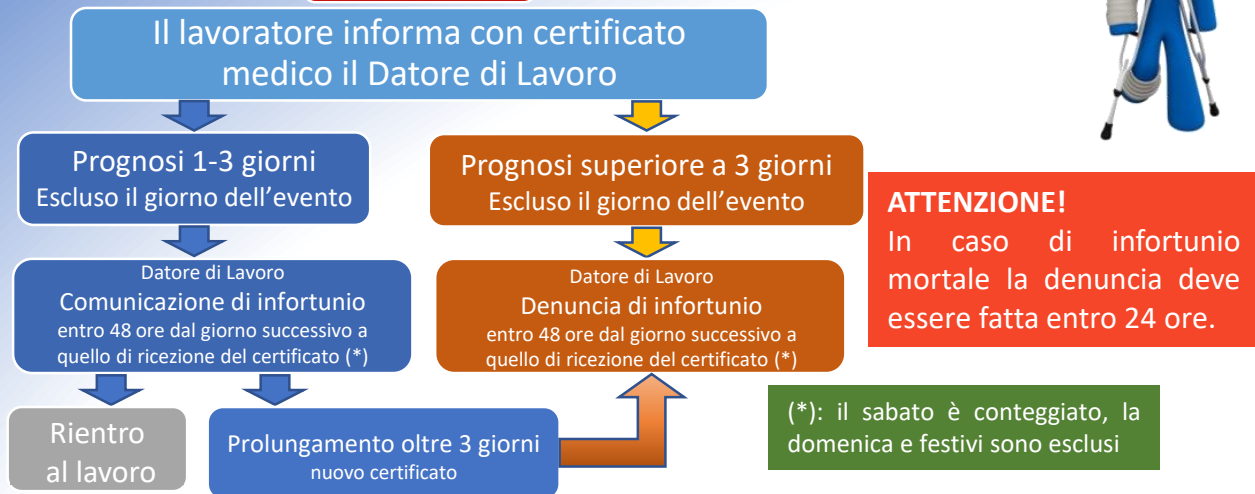 Il lavoratore informa con certificato
medico il Datore di Lavoro
Prognosi 1-3 giorni
Escluso il giorno dell'evento
Prognosi superiore a 3 giorni
Escluso il giorno dell'evento
ATTENZIONE!
In caso di infortunio
mortale la denuncia deve
essere fatta entro 24 ore.
Datore di Lavoro
Comunicazione di infortunio
entro 48 ore dal giorno successivo a
quello di ricezione del certificato (*)
Datore di Lavoro
Denuncia di infortunio
entro 48 ore dal giorno successivo a
quello di ricezione del certificato (*)
Rientro
al lavoro
Prolungamento oltre 3 giorni
nuovo certificato
(*): il sabato è conteggiato, la
domenica e festivi sono esclusi